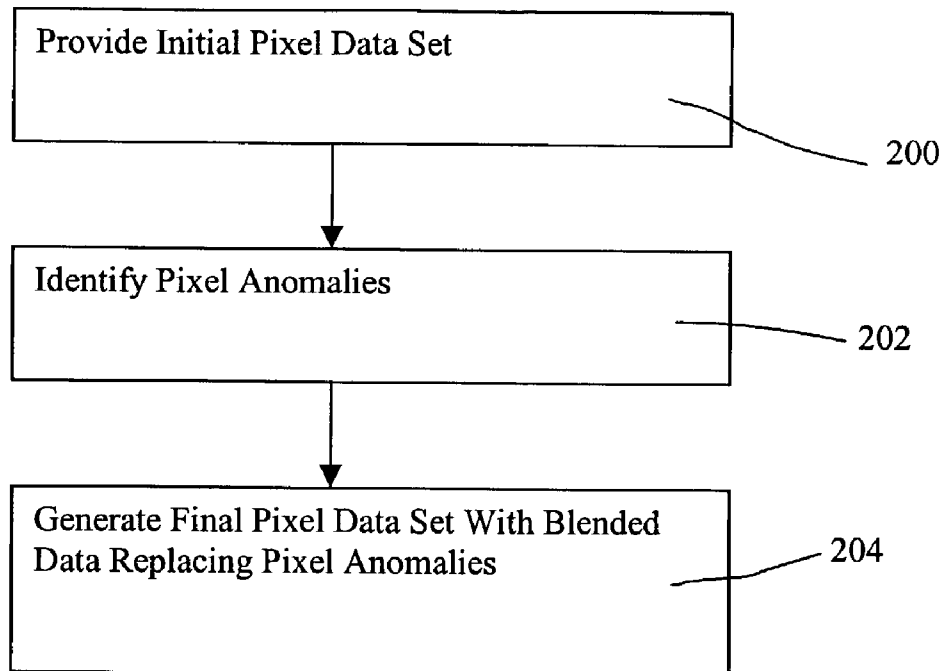 Provide Initial Pixel Data Set
200
Identify Pixel Anomalies
202
Generate Final Pixel Data Set With Blended
Data Replacing Pixel Anomalies
204